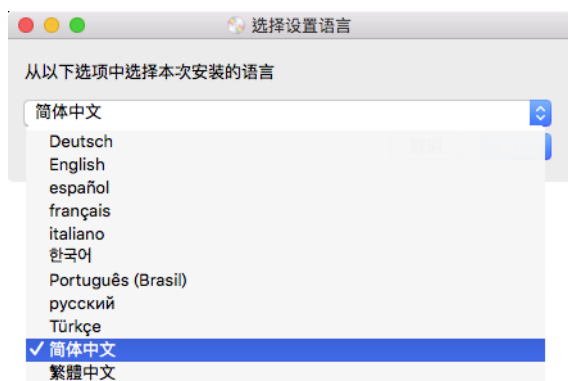 选择设置语言
从以下选项中选择本次安装的语言
简体中文
Deutsch
English
español
français
italiano
한국어
Português (Brasil)
русский
Türkçe
✓ 简体中文
繁體中文